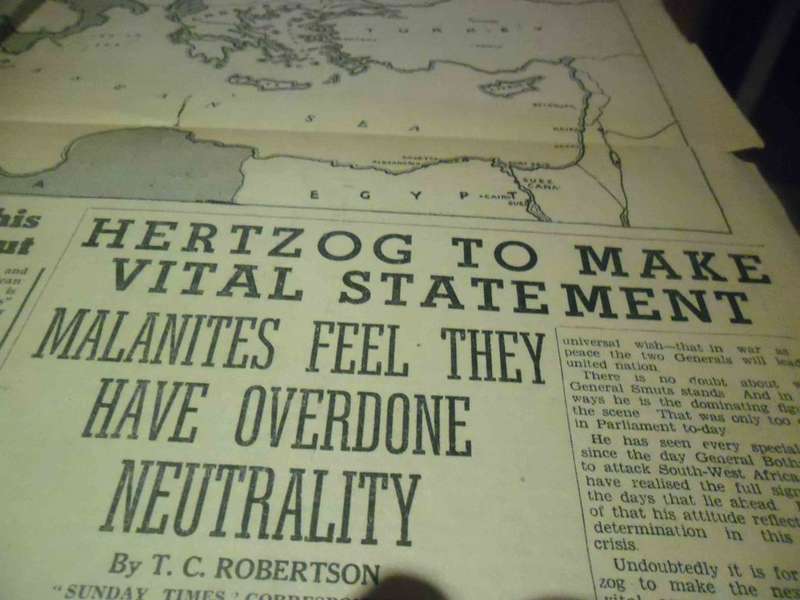 TURKEY
SEA
SUEZ
CANAL
CAIRO
SUEZ
EGYPT
A
his
ut
and
HERTZOG TO MAKE
VITAL STATEMENT
MALANITES FEEL THEY
HAVE OVERDONE
NEUTRALITY
By T. C. ROBERTSON
"SUNDAY TIMES"
universal wish—that in war as
peace the two Generals will lead
united nation.
There is no doubt about
General Smuts stands And in
ways he is the dominating
the scene That was only too
in Parliament to-day
He has seen every special
since the day General Botha
to attack South-West Africa
have realised the full
the days that lie ahead.
of that his attitude
determination in this
crisis.
Undoubtedly it is for
zog to make the